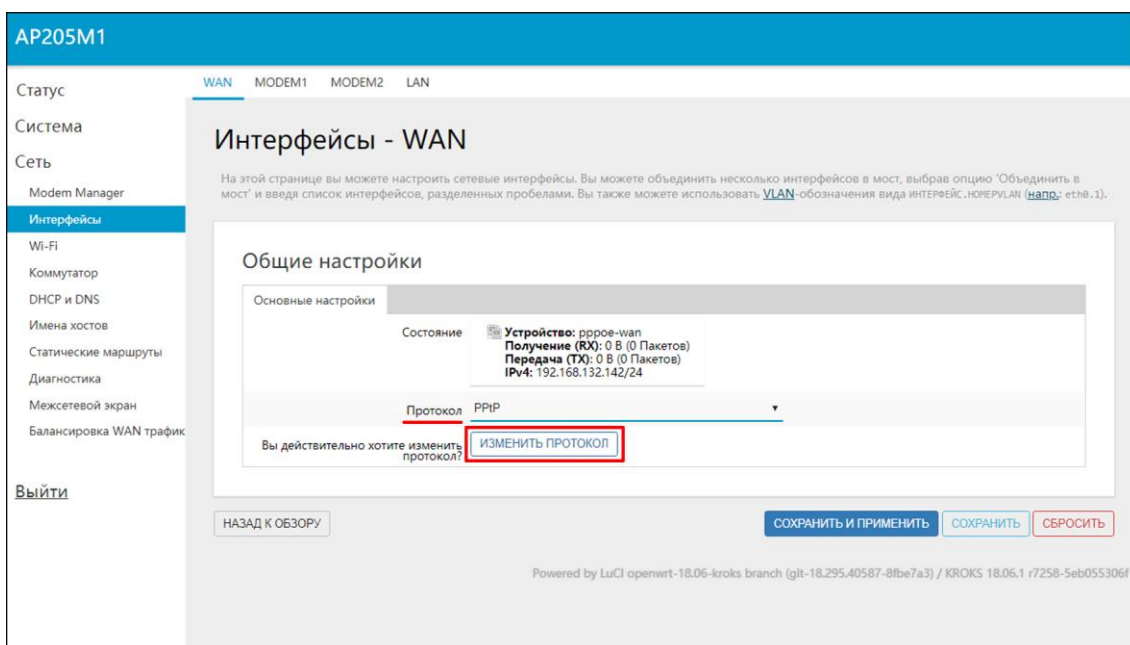 AP205M1
Статус
Система
Сеть
Modem Manager
Интерфейсы
Wi-Fi
Коммутатор
DHCP и DNS
Имена хостов
Статические маршруты
Диагностика
Межсетевой экран
Балансировка WAN трафик
Выйти
WAN MODEM1 MODEM2 LAN
Интерфейсы - WAN
На этой странице вы можете настроить сетевые интерфейсы. Вы можете объединить несколько интерфейсов в мост, выбрав опцию 'Объединить в
мост' и введя список интерфейсов, разделенных пробелами. Вы также можете использовать VLAN-обозначения вида ИНТЕРФЕЙС.НОМЕРVLAN (напр.: eth0.1).
Общие настройки
Основные настройки
Состояние
Устройство: pppoe-wan
Получение (RX): 0 B (0 Пакетов)
Передача (TX): 0 B (0 Пакетов)
IPv4: 192.168.132.142/24
Протокол PPtP
Вы действительно хотите изменить
протокол?
ИЗМЕНИТЬ ПРОТОКОЛ
НАЗАД К ОБЗОРУ СОХРАНИТЬ И ПРИМЕНИТЬ СОХРАНИТЬ СБРОСИТЬ
Powered by LuCI openwrt-18.06-kroks branch (git-18.295.40587-8fbe7a3) / KROKS 18.06.1 r7258-5eb055306f